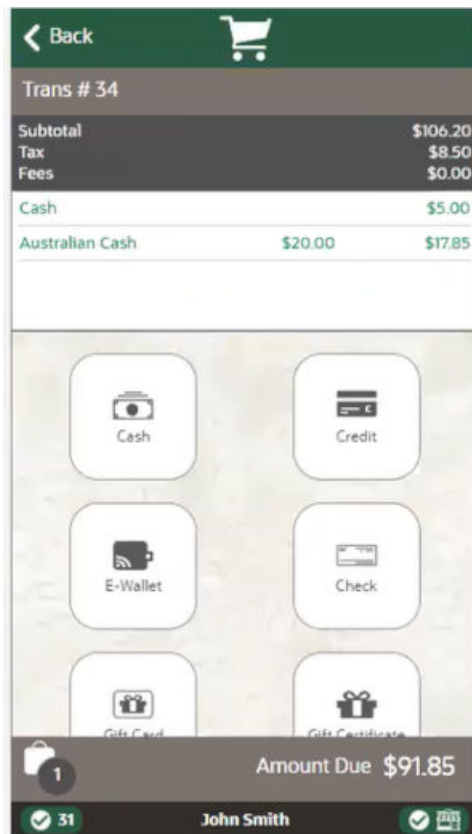 Back
Trans # 34
Subtotal $106.20
Tax $8.50
Fees $0.00
Cash $5.00
Australian Cash $20.00 $17.85
Cash Credit
E-Wallet Check
Gift Card Gift Certificate
1 Amount Due $91.85
31 John Smith